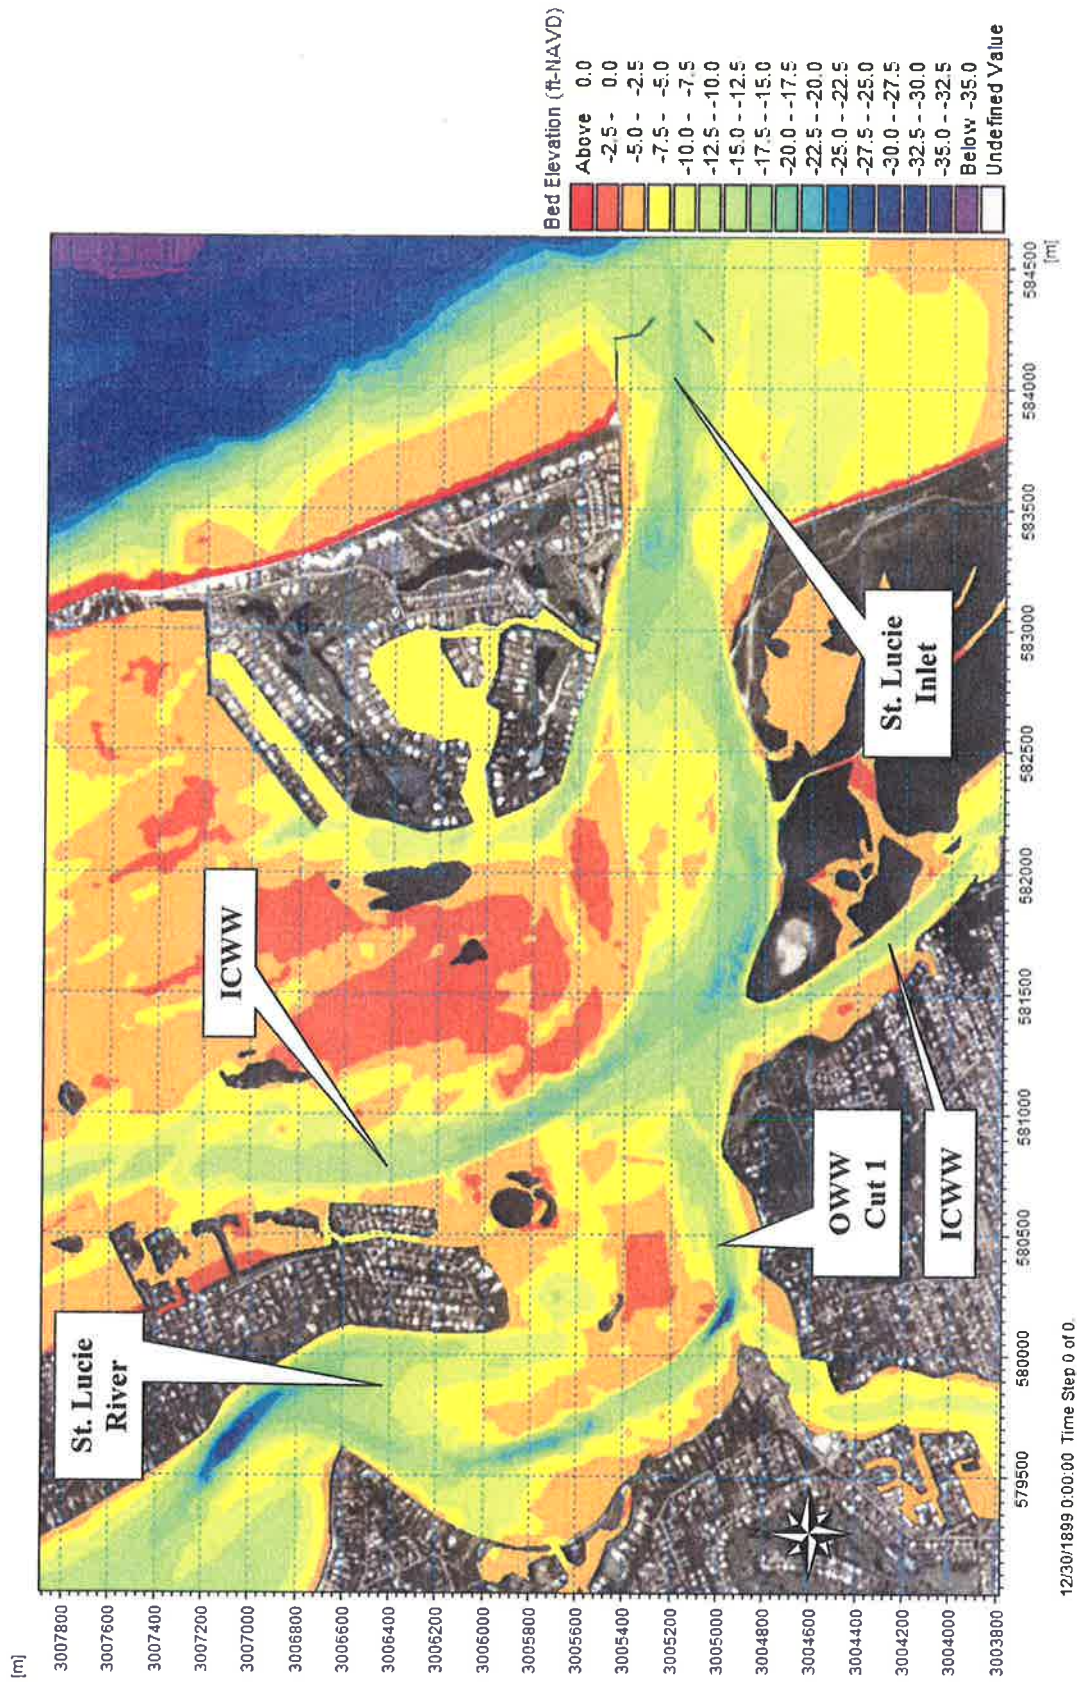 [m]
3007800
3007600
3007400
3007200
3007000
3006800
3006600
3006400
3006200
3006000
3005800
3005600
3005400
3005200
3005000
3004800
3004600
3004400
3004200
3004000
3003800
St. Lucie
River
ICWW
OWW
Cut 1
ICWW
St. Lucie
Inlet
579500
580000
580500
581000
581500
582000
582500
583000
583500
584000
584500
[m]
Bed Elevation (ft-NAVD)
Above 0.0
-2.5 - 0.0
-5.0 - -2.5
-7.5 - -5.0
-10.0 - -7.5
-12.5 - -10.0
-15.0 - -12.5
-17.5 - -15.0
-20.0 - -17.5
-22.5 - -20.0
-25.0 - -22.5
-27.5 - -25.0
-30.0 - -27.5
-32.5 - -30.0
-35.0 - -32.5
Below -35.0
Undefined Value
12/30/1899 0:00:00 Time Step 0 of 0.